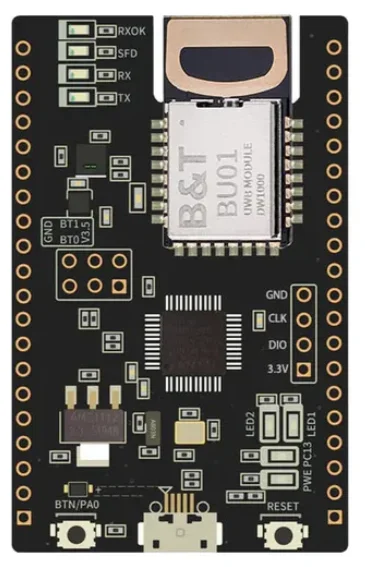 RXOK
SFD
RX
TX
B&T
BU01
UWB MODULE
DW1000
GND
BT1
BT0
V3.5
GND
CLK
DIO
3.3V
LED2
LED1
PWE PC13
BTN/PA0
RESET